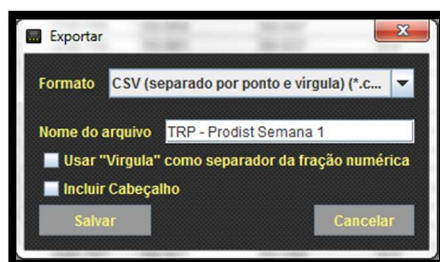 Exportar
Formato CSV (separado por ponto e virgula) (*.c...
Nome do arquivo TRP - Prodist Semana 1
Usar "Virgula" como separador da fração numérica
Incluir Cabeçalho
Salvar Cancelar